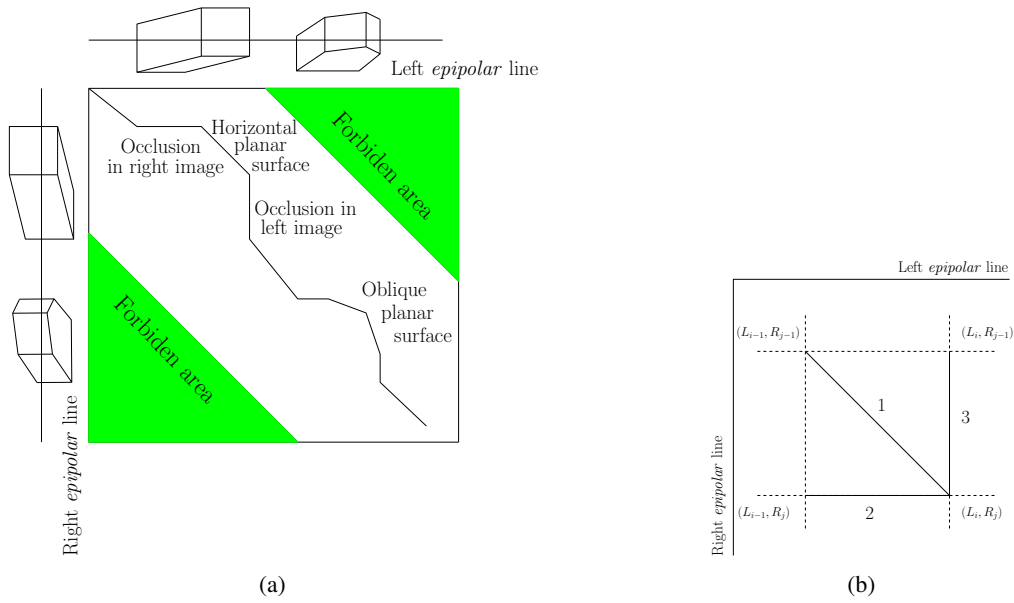 Left epipolar line
Horizontal
planar
surface
Occlusion
in right image
Forbiden area
Occlusion in
left image
Oblique
planar
surface
Forbiden area
Right epipolar line
(a)
Left epipolar line
(L_{i-1}, R_{j-1})
(L_i, R_{j-1})
1
3
2
(L_{i-1}, R_j)
(L_i, R_j)
Right epipolar line
(b)